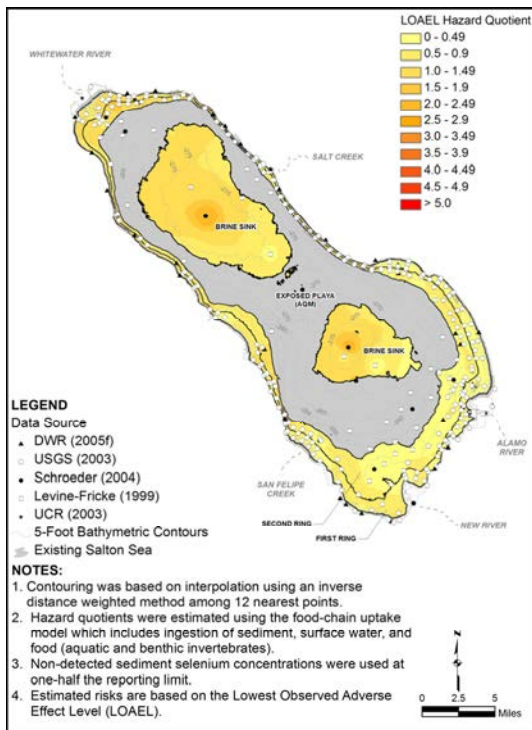 LOAEL Hazard Quotient
0 - 0.49
0.5 - 0.9
1.0 - 1.49
1.5 - 1.9
2.0 - 2.49
2.5 - 2.9
3.0 - 3.49
3.5 - 3.9
4.0 - 4.49
4.5 - 4.9
> 5.0
WHITEWATER RIVER
SALT CREEK
BRINE SINK
EXPOSED PLAYA
(AQM)
BRINE SINK
ALAMO
RIVER
SAN FELIPE
CREEK
NEW RIVER
SECOND RING
FIRST RING
LEGEND
Data Source
DWR (2005f)
USGS (2003)
Schroeder (2004)
Levine-Fricke (1999)
UCR (2003)
5-Foot Bathymetric Contours
Existing Salton Sea
NOTES:
1. Contouring was based on interpolation using an inverse
distance weighted method among 12 nearest points.
2. Hazard quotients were estimated using the food-chain uptake
model which includes ingestion of sediment, surface water, and
food (aquatic and benthic invertebrates).
3. Non-detected sediment selenium concentrations were used at
one-half the reporting limit.
4. Estimated risks are based on the Lowest Observed Adverse
Effect Level (LOAEL).
N
0 2.5 5
Miles